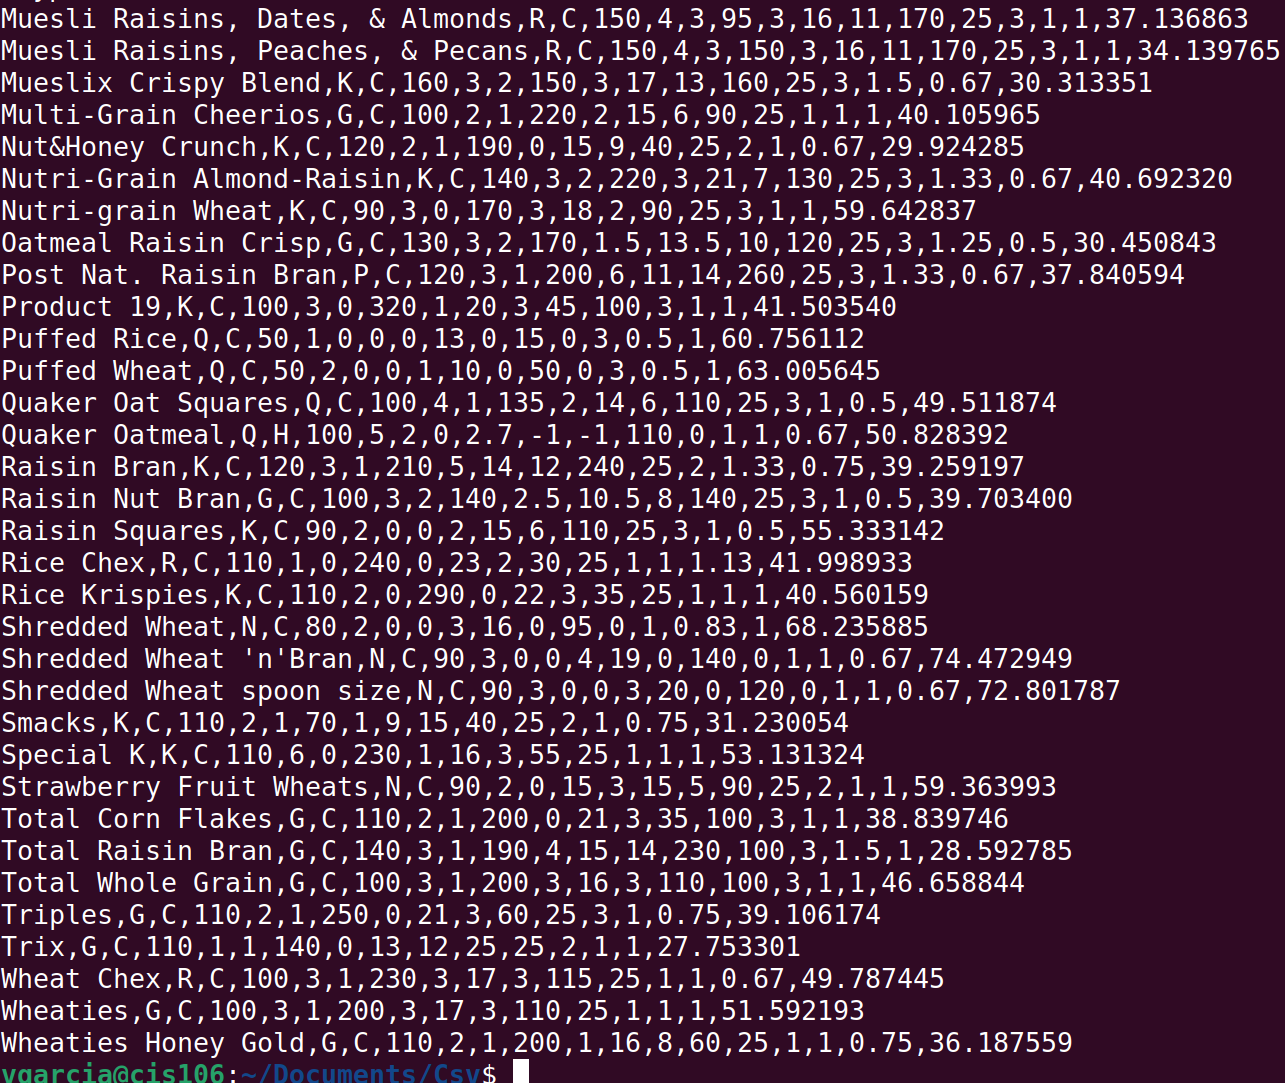 Muesli Raisins, Dates, & Almonds,R,C,150,4,3,95,3,16,11,170,25,3,1,1,37.136863
Muesli Raisins, Peaches, & Pecans,R,C,150,4,3,150,3,16,11,170,25,3,1,1,34.139765
Mueslix Crispy Blend,K,C,160,3,2,150,3,17,13,160,25,3,1.5,0.67,30.313351
Multi-Grain Cheerios,G,C,100,2,1,220,2,15,6,90,25,1,1,1,40.105965
Nut&Honey Crunch,K,C,120,2,1,190,0,15,9,40,25,2,1,0.67,29.924285
Nutri-Grain Almond-Raisin,K,C,140,3,2,220,3,21,7,130,25,3,1.33,0.67,40.692320
Nutri-grain Wheat,K,C,90,3,0,170,3,18,2,90,25,3,1,1,59.642837
Oatmeal Raisin Crisp,G,C,130,3,2,170,1.5,13.5,10,120,25,3,1.25,0.5,30.450843
Post Nat. Raisin Bran,P,C,120,3,1,200,6,11,14,260,25,3,1.33,0.67,37.840594
Product 19,K,C,100,3,0,320,1,20,3,45,100,3,1,1,41.503540
Puffed Rice,Q,C,50,1,0,0,0,13,0,15,0,3,0.5,1,60.756112
Puffed Wheat,Q,C,50,2,0,0,1,10,0,50,0,3,0.5,1,63.005645
Quaker Oat Squares,Q,C,100,4,1,135,2,14,6,110,25,3,1,0.5,49.511874
Quaker Oatmeal,Q,H,100,5,2,0,2.7,-1,-1,110,0,1,1,0.67,50.828392
Raisin Bran,K,C,120,3,1,210,5,14,12,240,25,2,1.33,0.75,39.259197
Raisin Nut Bran,G,C,100,3,2,140,2.5,10.5,8,140,25,3,1,0.5,39.703400
Raisin Squares,K,C,90,2,0,0,2,15,6,110,25,3,1,0.5,55.333142
Rice Chex,R,C,110,1,0,240,0,23,2,30,25,1,1,1.13,41.998933
Rice Krispies,K,C,110,2,0,290,0,22,3,35,25,1,1,1,40.560159
Shredded Wheat,N,C,80,2,0,0,3,16,0,95,0,1,0.83,1,68.235885
Shredded Wheat 'n'Bran,N,C,90,3,0,0,4,19,0,140,0,1,1,0.67,74.472949
Shredded Wheat spoon size,N,C,90,3,0,0,3,20,0,120,0,1,1,0.67,72.801787
Smacks,K,C,110,2,1,70,1,9,15,40,25,2,1,0.75,31.230054
Special K,K,C,110,6,0,230,1,16,3,55,25,1,1,1,53.131324
Strawberry Fruit Wheats,N,C,90,2,0,15,3,15,5,90,25,2,1,1,59.363993
Total Corn Flakes,G,C,110,2,1,200,0,21,3,35,100,3,1,1,38.839746
Total Raisin Bran,G,C,140,3,1,190,4,15,14,230,100,3,1.5,1,28.592785
Total Whole Grain,G,C,100,3,1,200,3,16,3,110,100,3,1,1,46.658844
Triples,G,C,110,2,1,250,0,21,3,60,25,3,1,0.75,39.106174
Trix,G,C,110,1,1,140,0,13,12,25,25,2,1,1,27.753301
Wheat Chex,R,C,100,3,1,230,3,17,3,115,25,1,1,0.67,49.787445
Wheaties,G,C,100,3,1,200,3,17,3,110,25,1,1,1,51.592193
Wheaties Honey Gold,G,C,110,2,1,200,1,16,8,60,25,1,1,0.75,36.187559
vgarcia@cis106:~/Documents/Csv$